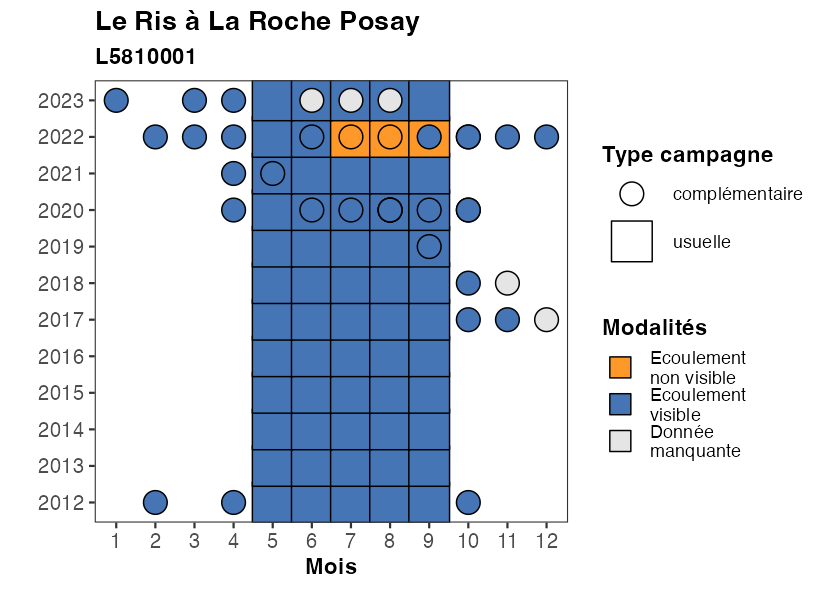 Le Ris à La Roche Posay
L5810001
2023
2022
2021
2020
2019
2018
2017
2016
2015
2014
2013
2012
1 2 3 4 5 6 7 8 9 10 11 12
Mois
Type campagne
complémentaire
usuelle
Modalités
Ecoulement
non visible
Ecoulement
visible
Donnée
manquante